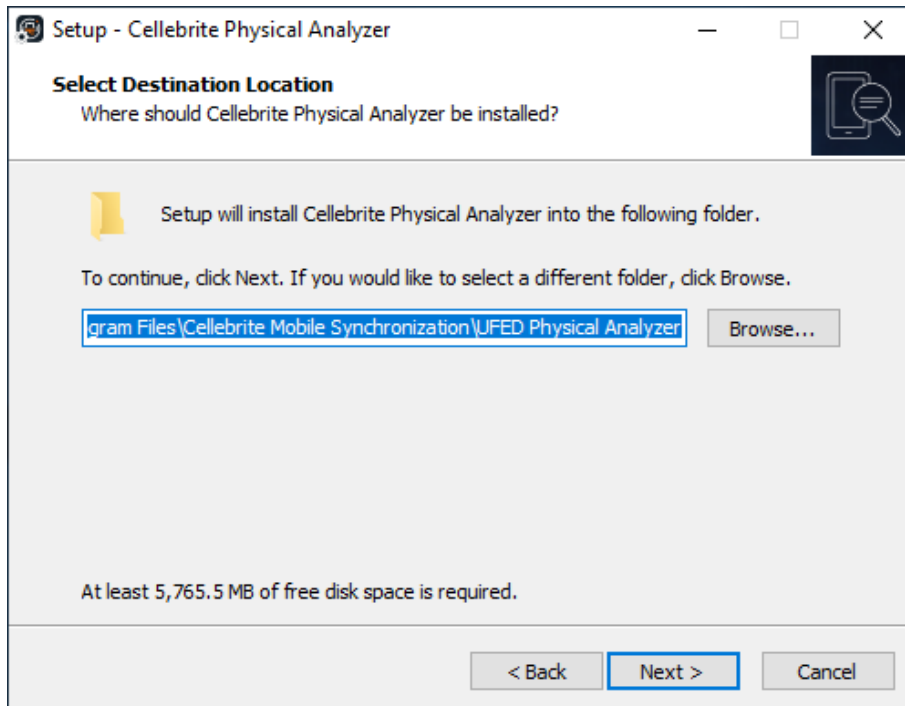 Setup - Cellebrite Physical Analyzer
Select Destination Location
Where should Cellebrite Physical Analyzer be installed?
Setup will install Cellebrite Physical Analyzer into the following folder.
To continue, click Next. If you would like to select a different folder, click Browse.
gram Files\Cellebrite Mobile Synchronization\UFED Physical Analyzer
Browse...
At least 5,765.5 MB of free disk space is required.
< Back
Next >
Cancel